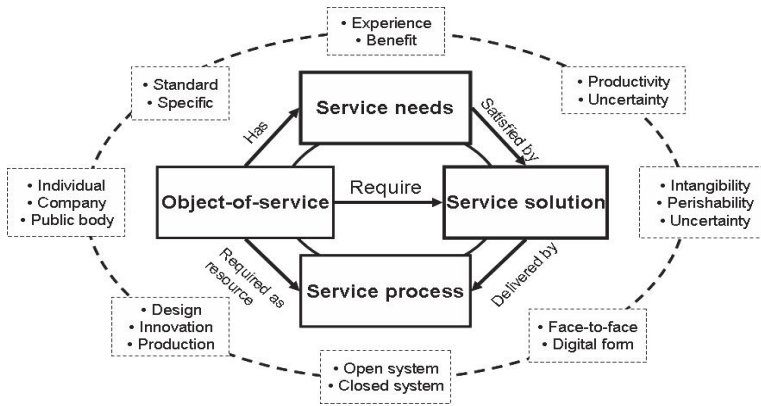 • Experience
• Benefit
• Standard
• Specific
Service needs
• Productivity
• Uncertainty
Has
Satisfied by
• Individual
• Company
• Public body
Object-of-service
Require
Service solution
• Intangibility
• Perishability
• Uncertainty
Required as
resource
Service process
Delivered by
• Design
• Innovation
• Production
• Face-to-face
• Digital form
• Open system
• Closed system